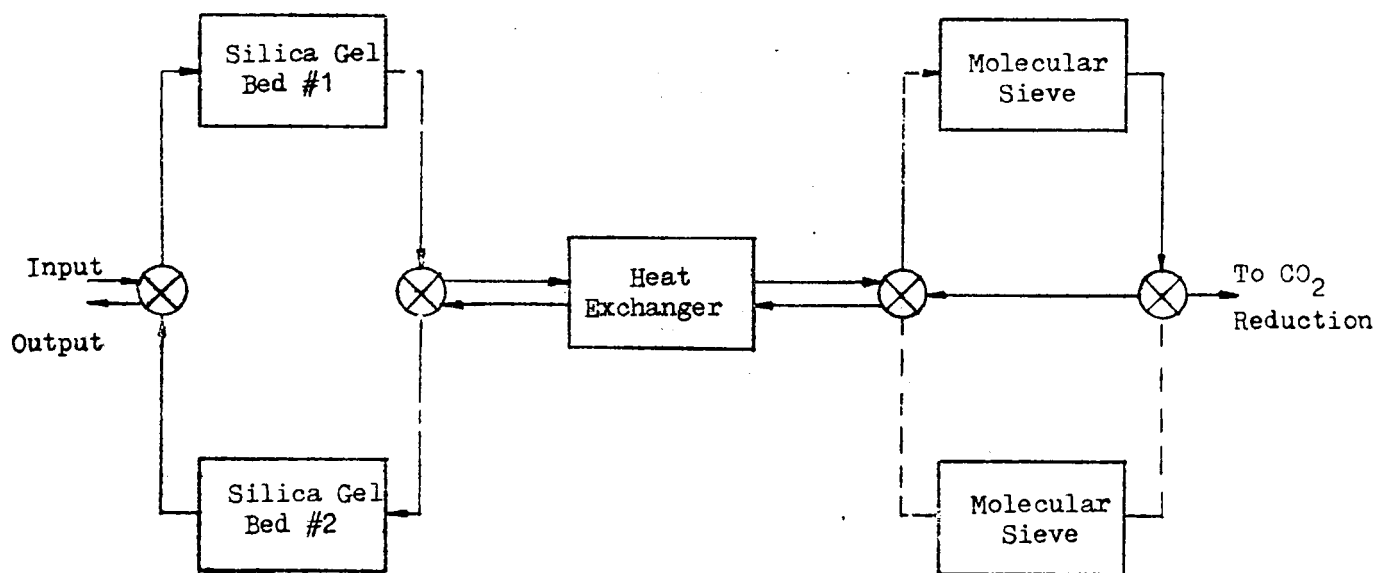 Silica Gel
Bed #1
Molecular
Sieve
Input
Output
Heat
Exchanger
To CO₂
Reduction
Silica Gel
Bed #2
Molecular
Sieve